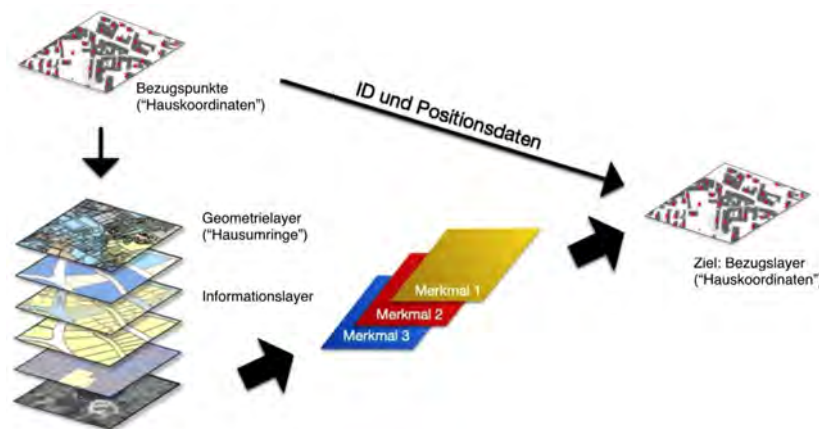 Bezugspunkte
("Hauskoordinaten")
ID und Positionsdaten
Geometrielayer
("Hausumringe")
Informationslayer
Merkmal 1
Merkmal 2
Merkmal 3
Ziel: Bezugslayer
("Hauskoordinaten")